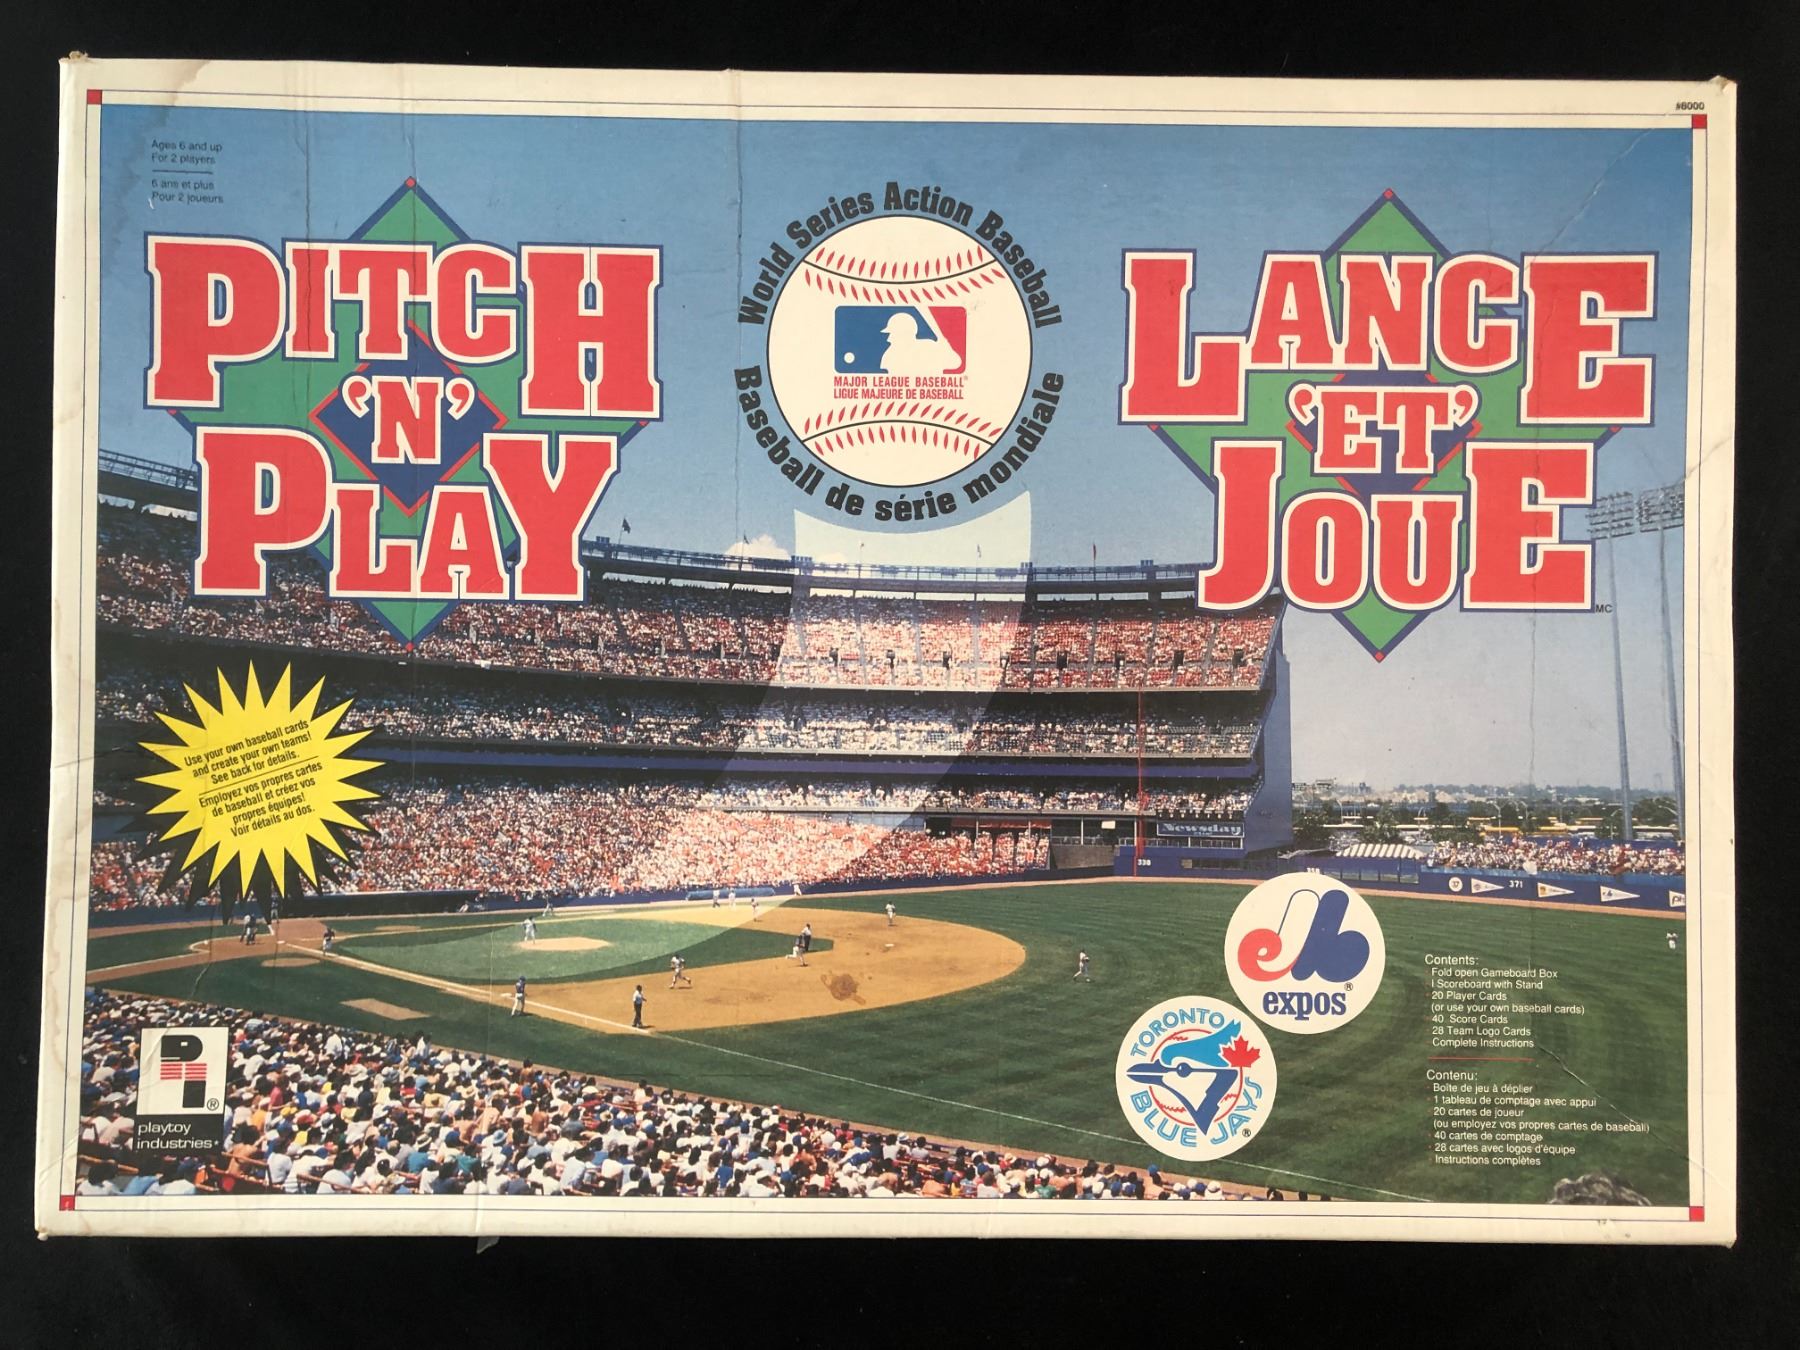 #6000
Ages 6 and up
For 2 players
6 ans et plus
Pour 2 joueurs
PITCH
'N'
PLAY
World Series Action Baseball
MAJOR LEAGUE BASEBALL®
LIGUE MAJEURE DE BASEBALL
Baseball de série mondiale
LANCE
'ET'
JOUE
MC
Use your own baseball cards
and create your own teams!
See back for details.
Employez vos propres cartes
de baseball et créez vos
propres équipes!
Voir détails au dos.
Newsday
338
371
expos®
TORONTO
BLUE JAYS®
Contents:
Fold open Gameboard Box
1 Scoreboard with Stand
20 Player Cards
(or use your own baseball cards)
40 Score Cards
28 Team Logo Cards
Complete Instructions
Contenu:
Boîte de jeu à déplier
1 tableau de comptage avec appui
20 cartes de joueur
(ou employez vos propres cartes de baseball)
40 cartes de comptage
28 cartes avec logos d'équipe
Instructions complètes
®
playtoy
industries